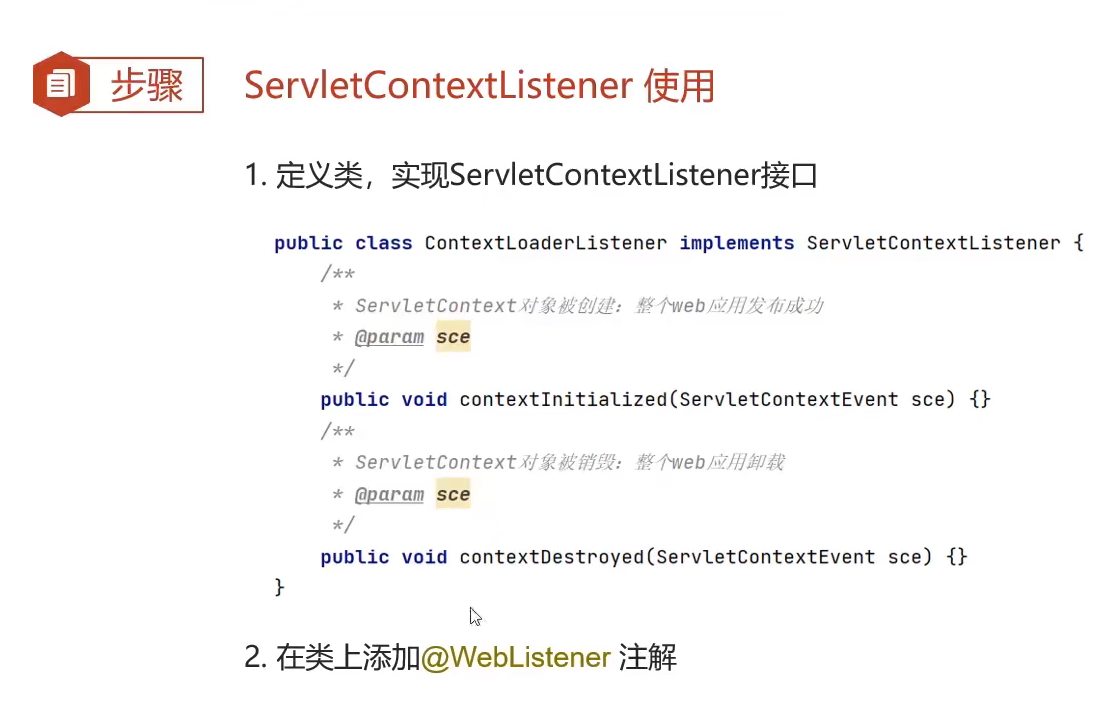 步骤
ServletContextListener 使用
1. 定义类，实现ServletContextListener接口
public class ContextLoaderListener implements ServletContextListener {
    /**
     * ServletContext对象被创建：整个web应用发布成功
     * @param sce
     */
    public void contextInitialized(ServletContextEvent sce) {}
    /**
     * ServletContext对象被销毁：整个web应用卸载
     * @param sce
     */
    public void contextDestroyed(ServletContextEvent sce) {}
}
2. 在类上添加@WebListener 注解